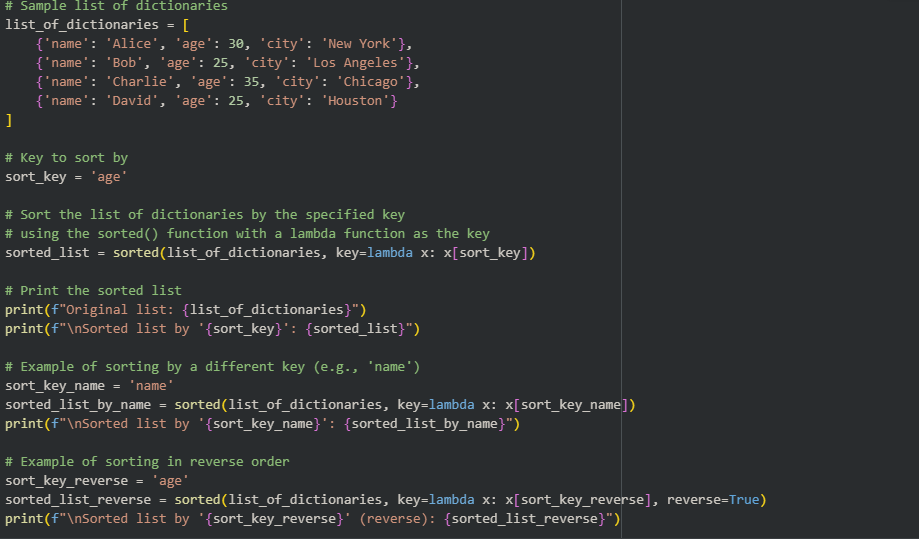 # Sample list of dictionaries
list_of_dictionaries = [
    {'name': 'Alice', 'age': 30, 'city': 'New York'},
    {'name': 'Bob', 'age': 25, 'city': 'Los Angeles'},
    {'name': 'Charlie', 'age': 35, 'city': 'Chicago'},
    {'name': 'David', 'age': 25, 'city': 'Houston'}
]

# Key to sort by
sort_key = 'age'

# Sort the list of dictionaries by the specified key
# using the sorted() function with a lambda function as the key
sorted_list = sorted(list_of_dictionaries, key=lambda x: x[sort_key])

# Print the sorted list
print(f"Original list: {list_of_dictionaries}")
print(f"\nSorted list by '{sort_key}': {sorted_list}")

# Example of sorting by a different key (e.g., 'name')
sort_key_name = 'name'
sorted_list_by_name = sorted(list_of_dictionaries, key=lambda x: x[sort_key_name])
print(f"\nSorted list by '{sort_key_name}': {sorted_list_by_name}")

# Example of sorting in reverse order
sort_key_reverse = 'age'
sorted_list_reverse = sorted(list_of_dictionaries, key=lambda x: x[sort_key_reverse], reverse=True)
print(f"\nSorted list by '{sort_key_reverse}' (reverse): {sorted_list_reverse}")